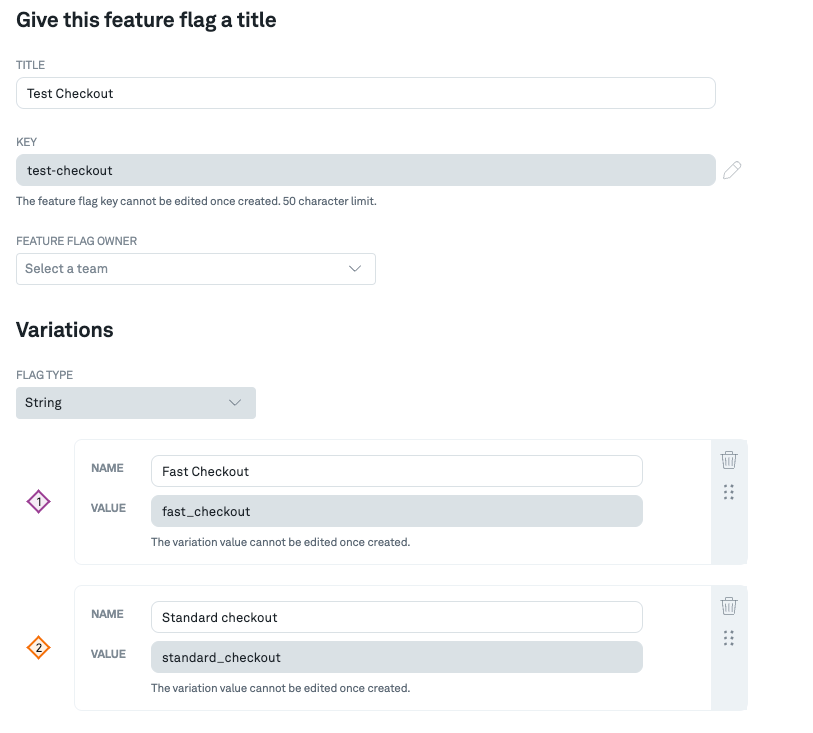 Give this feature flag a title
TITLE
Test Checkout
KEY
test-checkout
The feature flag key cannot be edited once created. 50 character limit.
FEATURE FLAG OWNER
Select a team
Variations
FLAG TYPE
String
1
NAME
Fast Checkout
VALUE
fast_checkout
The variation value cannot be edited once created.
2
NAME
Standard checkout
VALUE
standard_checkout
The variation value cannot be edited once created.